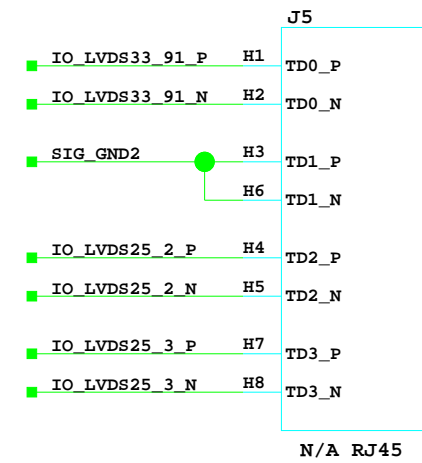 J5
IO_LVDS33_91_P H1 TD0_P
IO_LVDS33_91_N H2 TD0_N
SIG_GND2 H3 TD1_P
H6 TD1_N
IO_LVDS25_2_P H4 TD2_P
IO_LVDS25_2_N H5 TD2_N
IO_LVDS25_3_P H7 TD3_P
IO_LVDS25_3_N H8 TD3_N
N/A RJ45